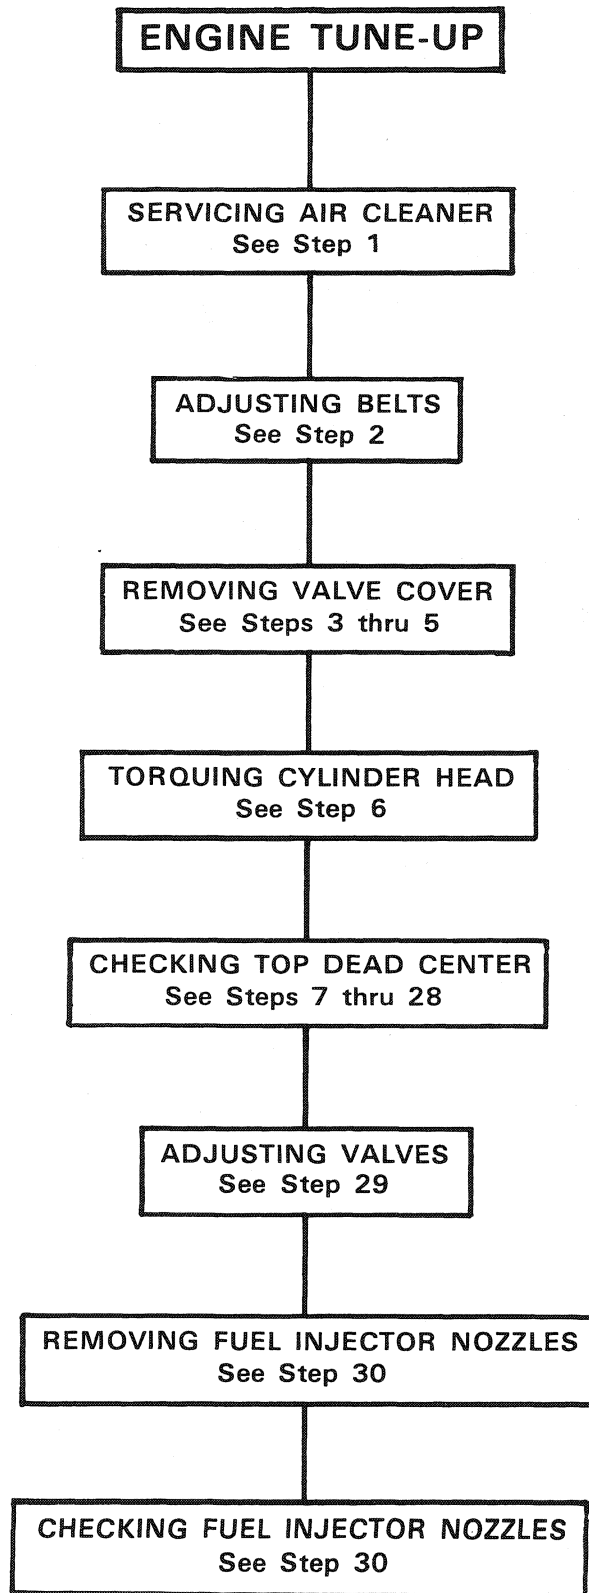 ENGINE TUNE-UP
SERVICING AIR CLEANER
See Step 1
ADJUSTING BELTS
See Step 2
REMOVING VALVE COVER
See Steps 3 thru 5
TORQUING CYLINDER HEAD
See Step 6
CHECKING TOP DEAD CENTER
See Steps 7 thru 28
ADJUSTING VALVES
See Step 29
REMOVING FUEL INJECTOR NOZZLES
See Step 30
CHECKING FUEL INJECTOR NOZZLES
See Step 30